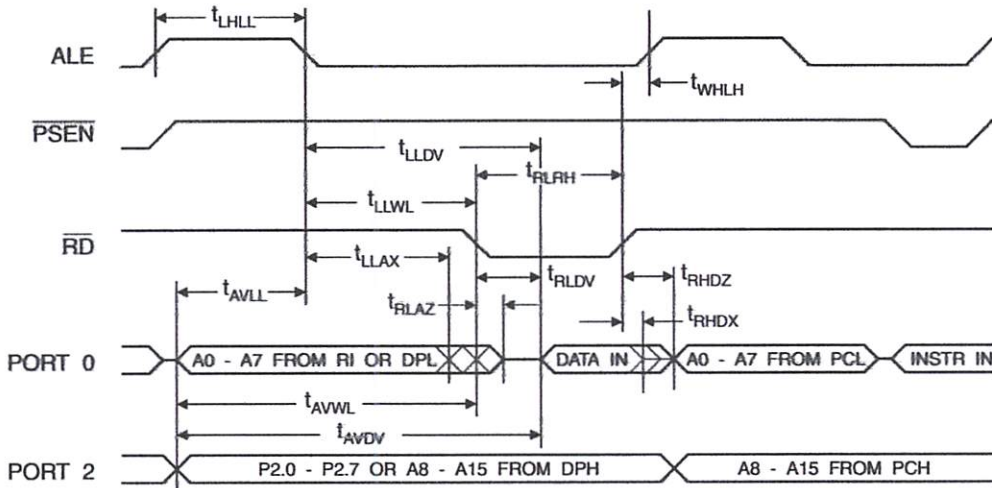 tLHLL
ALE
tWHLH
PSEN
tLLDV
tRLRH
tLLWL
RD
tLLAX
tRLDV
tRHDZ
tAVLL
tRLAZ
tRHDX
PORT 0
A0 - A7 FROM RI OR DPL
DATA IN
A0 - A7 FROM PCL
INSTR IN
tAVWL
tAVDV
PORT 2
P2.0 - P2.7 OR A8 - A15 FROM DPH
A8 - A15 FROM PCH